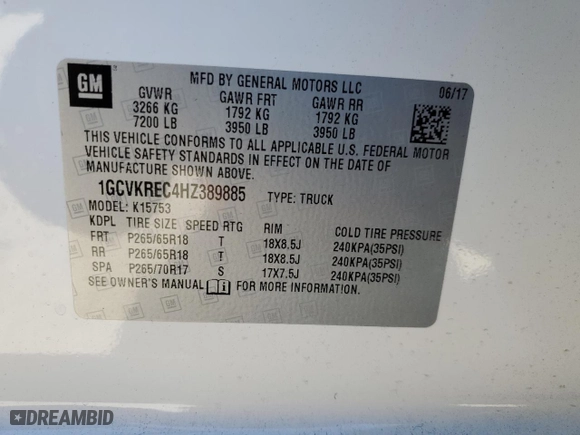 GM
MFD BY GENERAL MOTORS LLC
06/17
GVWR GAWR FRT GAWR RR
3266 KG 1792 KG 1792 KG
7200 LB 3950 LB 3950 LB
THIS VEHICLE CONFORMS TO ALL APPLICABLE U.S. FEDERAL MOTOR
VEHICLE SAFETY STANDARDS IN EFFECT ON THE DATE OF
MANUFACTURE SHOWN ABOVE.
1GCVKREC4HZ389885 TYPE: TRUCK
MODEL: K15753
KDPL TIRE SIZE SPEED RTG RIM COLD TIRE PRESSURE
FRT P265/65R18 T 18X8.5J 240KPA(35PSI)
RR P265/65R18 T 18X8.5J 240KPA(35PSI)
SPA P265/70R17 S 17X7.5J 240KPA(35PSI)
SEE OWNER'S MANUAL FOR MORE INFORMATION.
DREAMBID